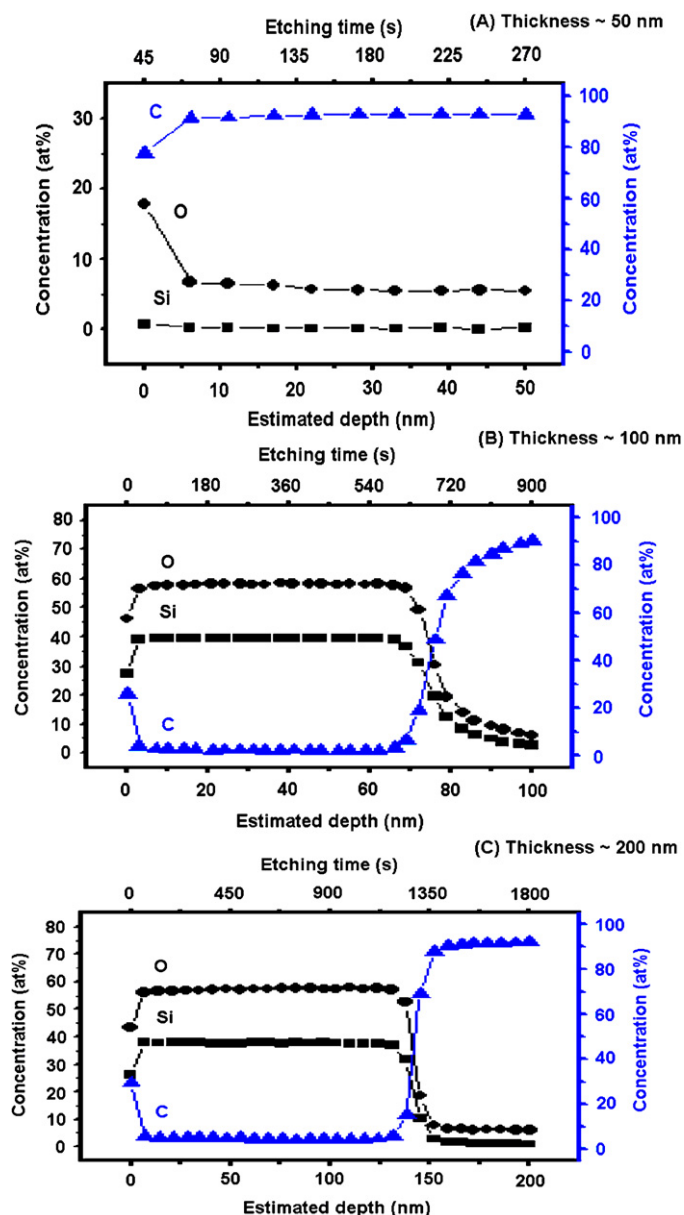 Etching time (s)
(A) Thickness ~ 50 nm
45 90 135 180 225 270
Concentration (at%)
30
20
10
0
C
O
Si
100
80
60
40
20
0
Concentration (at%)
0 10 20 30 40 50
Estimated depth (nm)
(B) Thickness ~ 100 nm
Etching time (s)
0 180 360 540 720 900
Concentration (at%)
80
70
60
50
40
30
20
10
0
O
Si
C
100
80
60
40
20
0
Concentration (at%)
0 20 40 60 80 100
Estimated depth (nm)
(C) Thickness ~ 200 nm
Etching time (s)
0 450 900 1350 1800
Concentration (at%)
80
70
60
50
40
30
20
10
0
O
Si
C
100
80
60
40
20
0
Concentration (at%)
0 50 100 150 200
Estimated depth (nm)